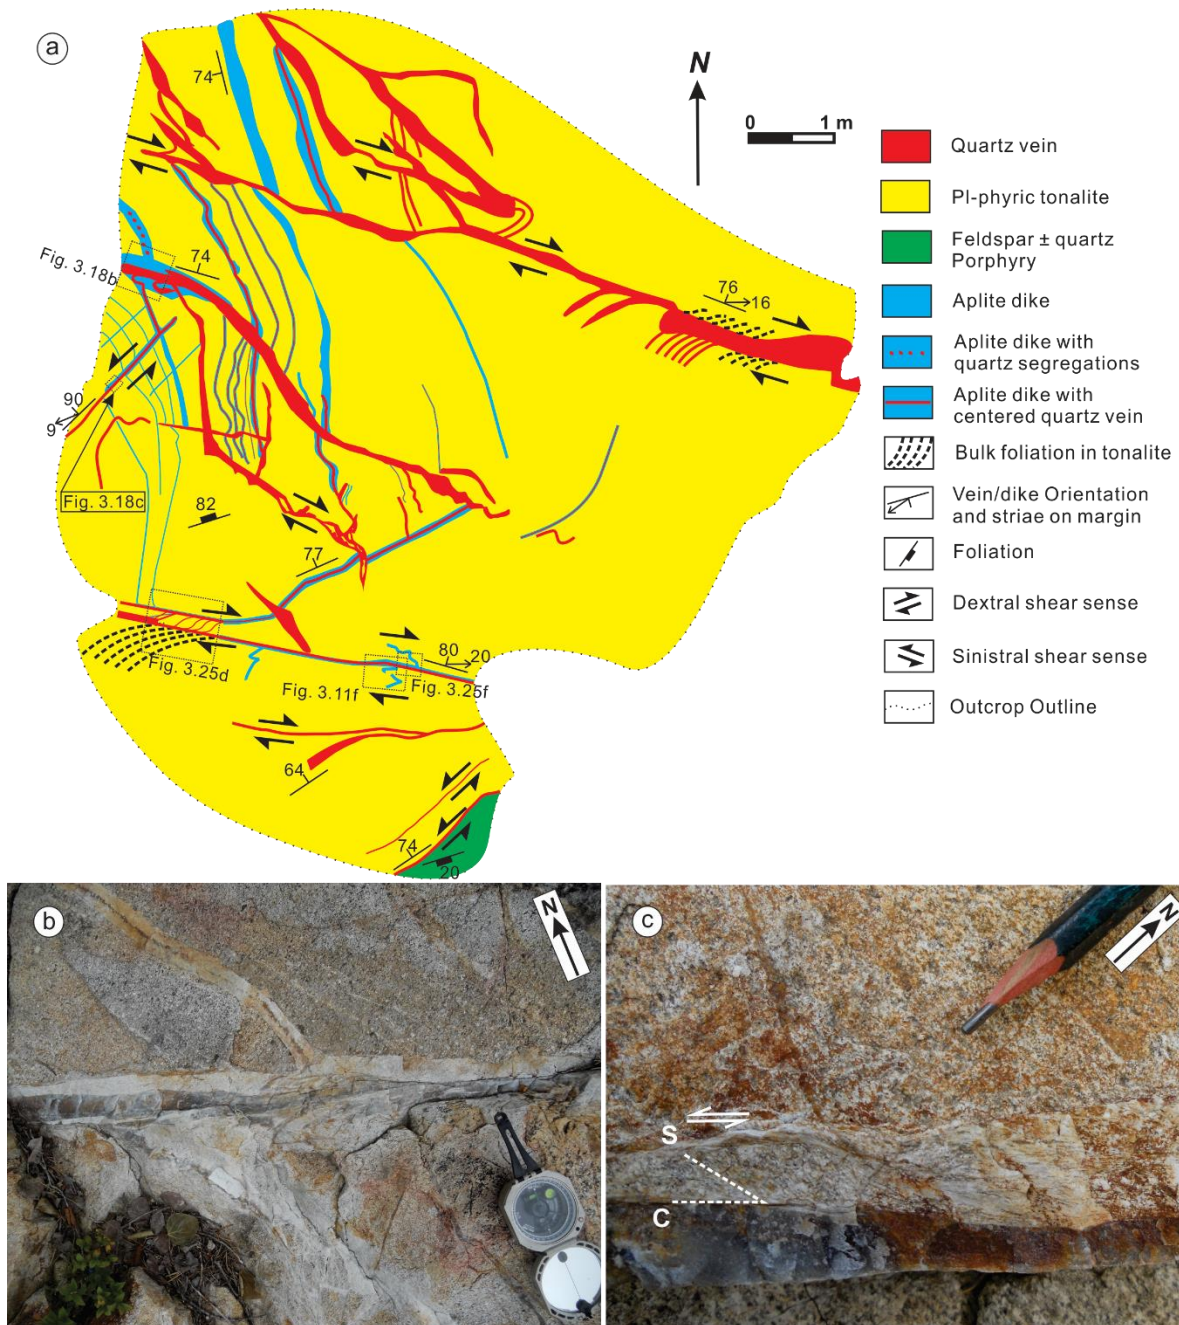 a
N
0 1 m
74
74
76
16
Fig. 3.18b
90
9
Fig. 3.18c
82
77
Fig. 3.25d
Fig. 3.11f
Fig. 3.25f
80
20
64
74
20
Quartz vein
Pl-phyric tonalite
Feldspar ± quartz
Porphyry
Aplite dike
Aplite dike with
quartz segregations
Aplite dike with
centered quartz vein
Bulk foliation in tonalite
Vein/dike Orientation
and striae on margin
Foliation
Dextral shear sense
Sinistral shear sense
Outcrop Outline
b
N
c
N
S
C